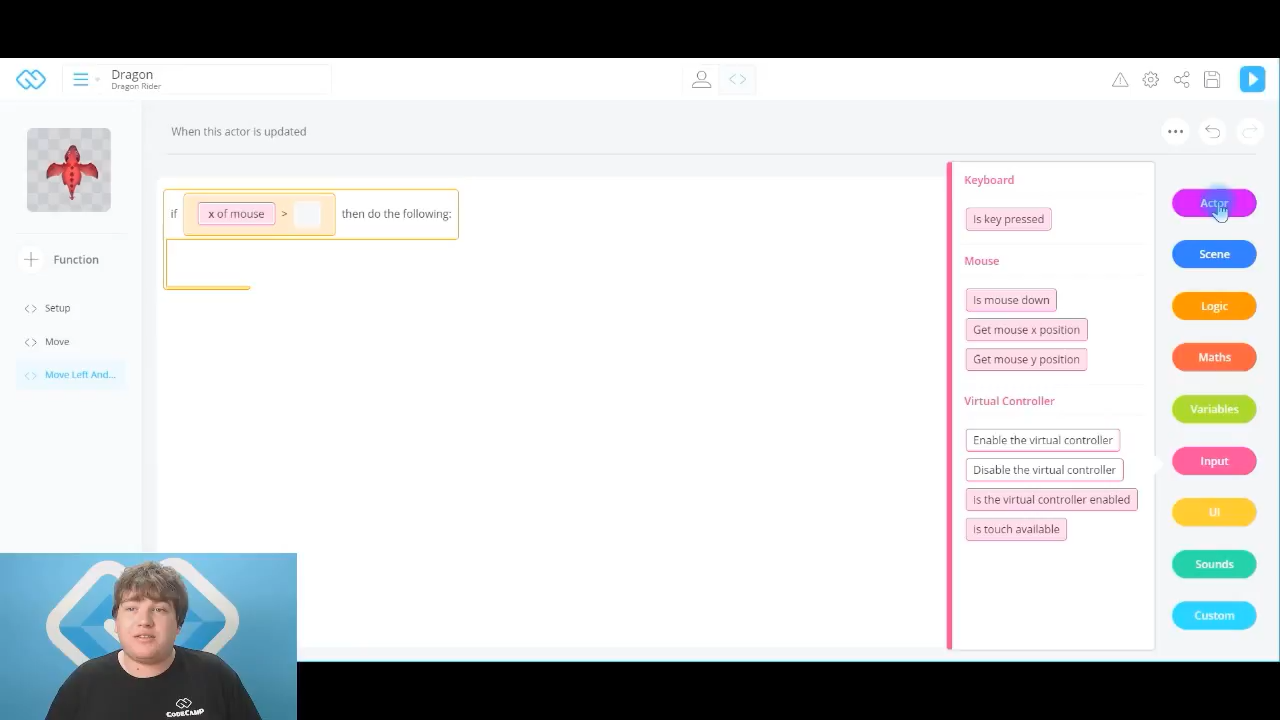 Dragon
Dragon Rider
When this actor is updated
Function
Setup
Move
Move Left And...
if x of mouse > then do the following:
Keyboard
Is key pressed
Mouse
Is mouse down
Get mouse x position
Get mouse y position
Virtual Controller
Enable the virtual controller
Disable the virtual controller
Is the virtual controller enabled
Is touch available
Actor
Scene
Logic
Maths
Variables
Input
UI
Sounds
Custom
CODECAMP